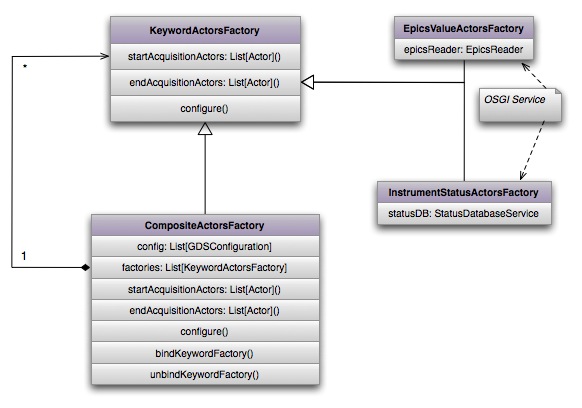 KeywordActorsFactory
startAcquisitionActors: List[Actor]()
endAcquisitionActors: List[Actor]()
configure()
EpicsValueActorsFactory
epicsReader: EpicsReader
OSGI Service
InstrumentStatusActorsFactory
statusDB: StatusDatabaseService
*
1
CompositeActorsFactory
config: List[GDSConfiguration]
factories: List[KeywordActorsFactory]
startAcquisitionActors: List[Actor]()
endAcquisitionActors: List[Actor]()
configure()
bindKeywordFactory()
unbindKeywordFactory()